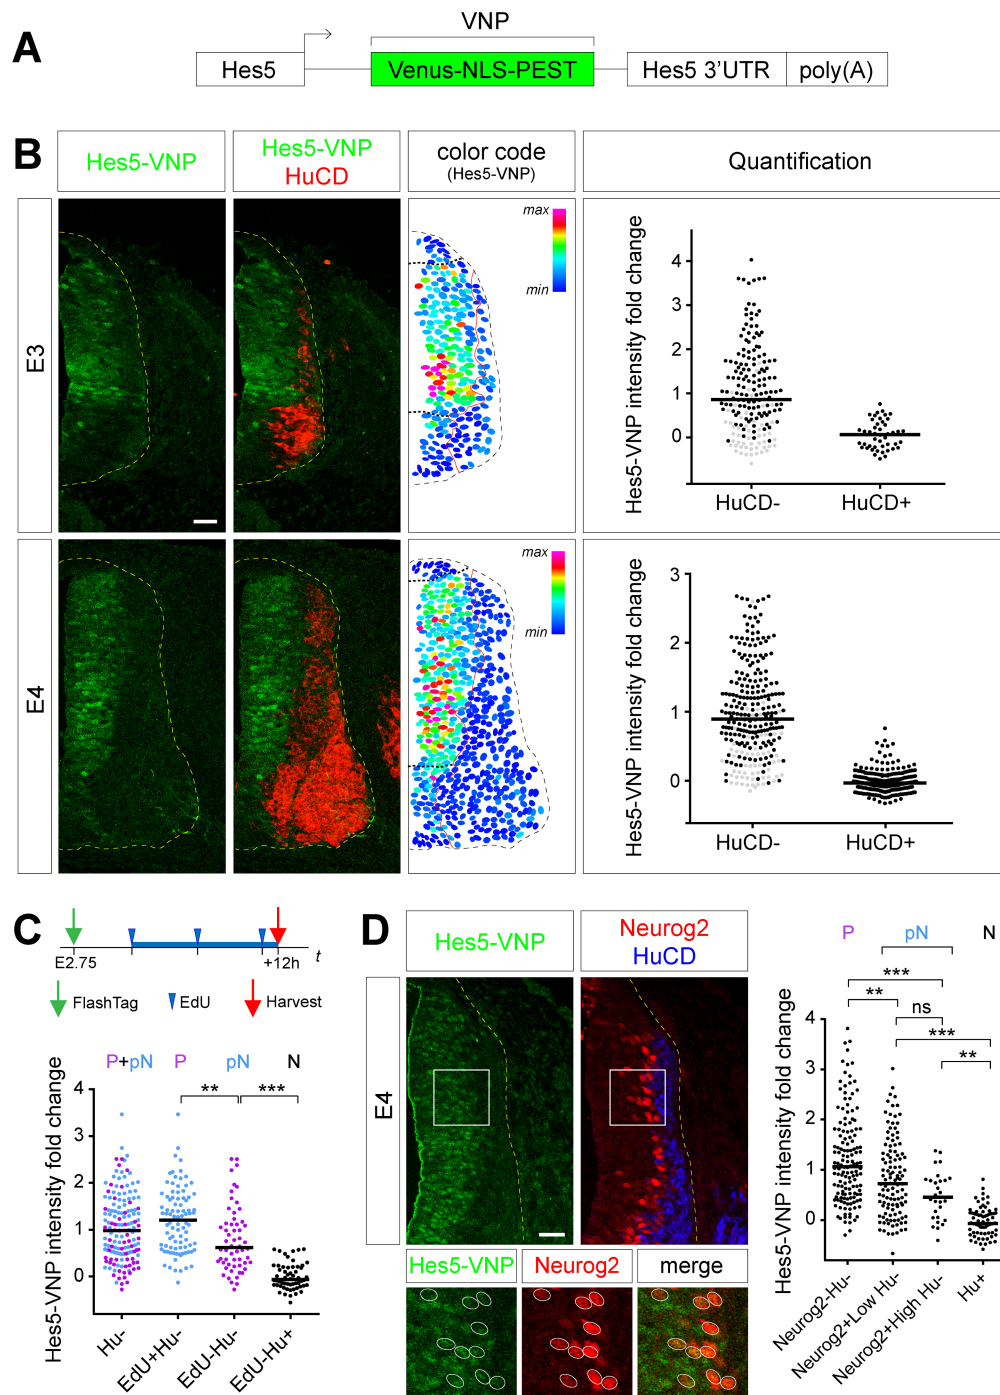 A
VNP
Hes5
Venus-NLS-PEST
Hes5 3'UTR
poly(A)
B
Hes5-VNP
Hes5-VNP
HuCD
color code
(Hes5-VNP)
Quantification
E3
max
min
Hes5-VNP intensity fold change
4
3
2
1
0
HuCD-
HuCD+
E4
max
min
Hes5-VNP intensity fold change
3
2
1
0
HuCD-
HuCD+
C
E2.75
+12h
t
FlashTag
EdU
Harvest
P+pN
P
pN
N
**
***
Hes5-VNP intensity fold change
4
3
2
1
0
Hu-
EdU+Hu-
EdU-Hu-
EdU-Hu+
D
Hes5-VNP
Neurog2
HuCD
E4
Hes5-VNP
Neurog2
merge
P
pN
N
***
**
ns
***
**
Hes5-VNP intensity fold change
4
3
2
1
0
Neurog2-Hu-
Neurog2+Low Hu-
Neurog2+High Hu-
Hu+